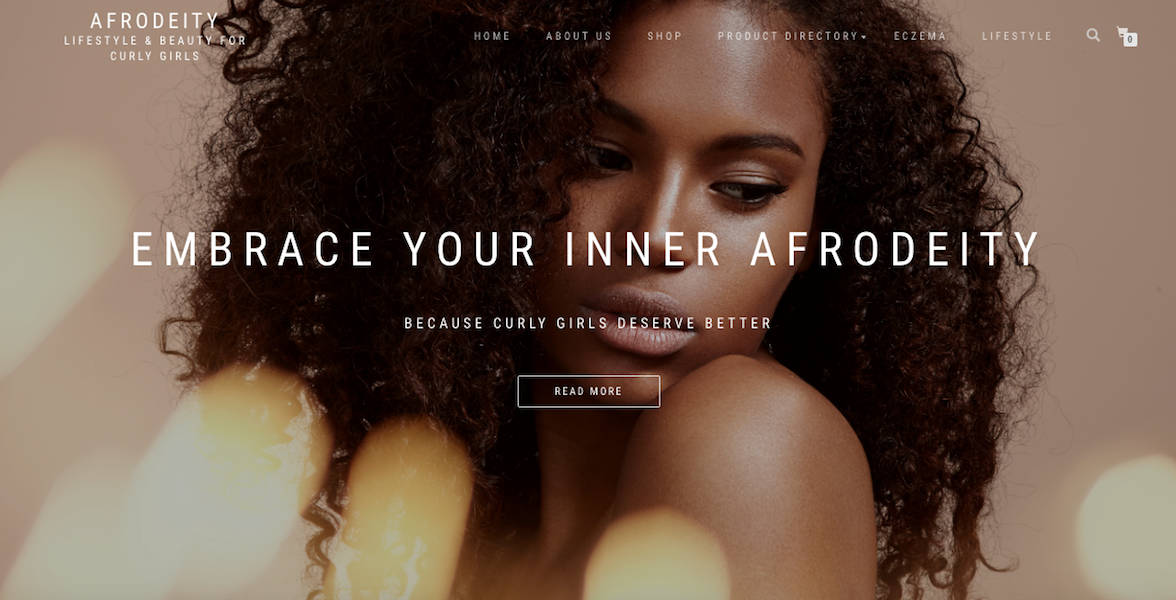 AFRODEITY
LIFESTYLE & BEAUTY FOR
CURLY GIRLS
HOME ABOUT US SHOP PRODUCT DIRECTORY ECZEMA LIFESTYLE
0
EMBRACE YOUR INNER AFRODEITY
BECAUSE CURLY GIRLS DESERVE BETTER
READ MORE